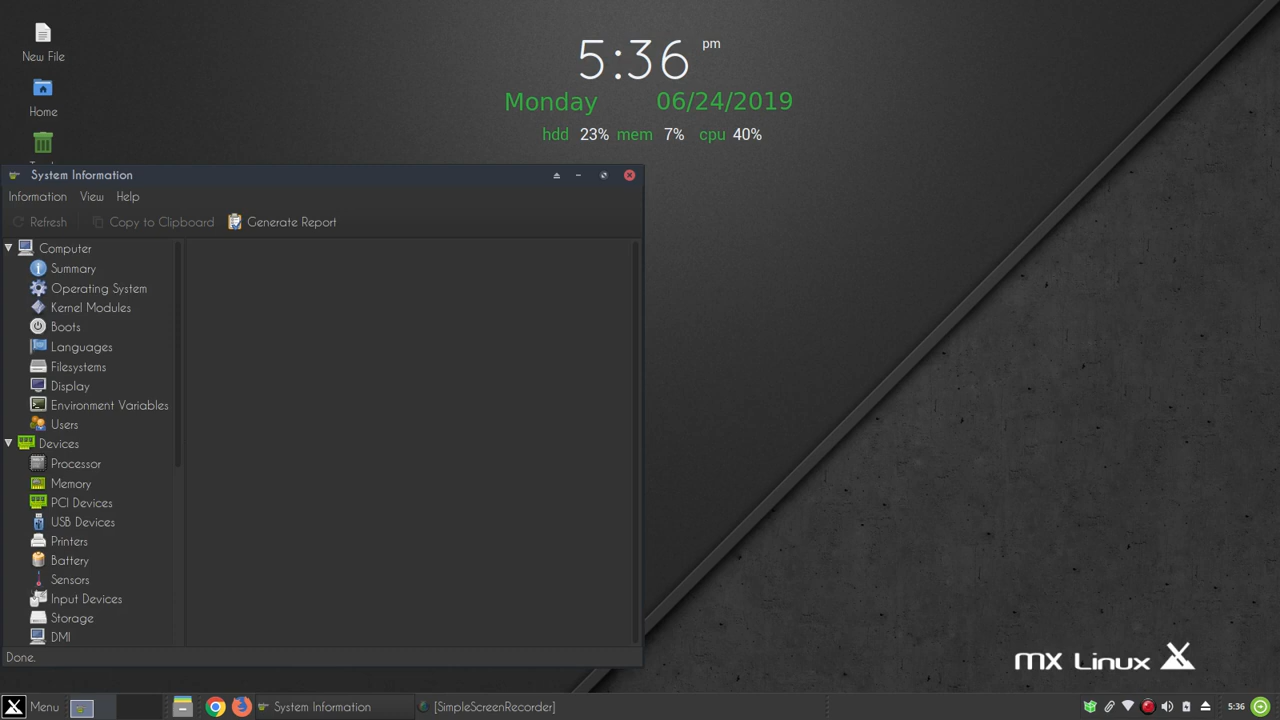 New File
Home
5:36 pm
Monday 06/24/2019
hdd 23% mem 7% cpu 40%
System Information
Information View Help
Refresh Copy to Clipboard Generate Report
Computer
Summary
Operating System
Kernel Modules
Boots
Languages
Filesystems
Display
Environment Variables
Users
Devices
Processor
Memory
PCI Devices
USB Devices
Printers
Battery
Sensors
Input Devices
Storage
DMI
Done.
MX Linux
Menu System Information [SimpleScreenRecorder] 5:36